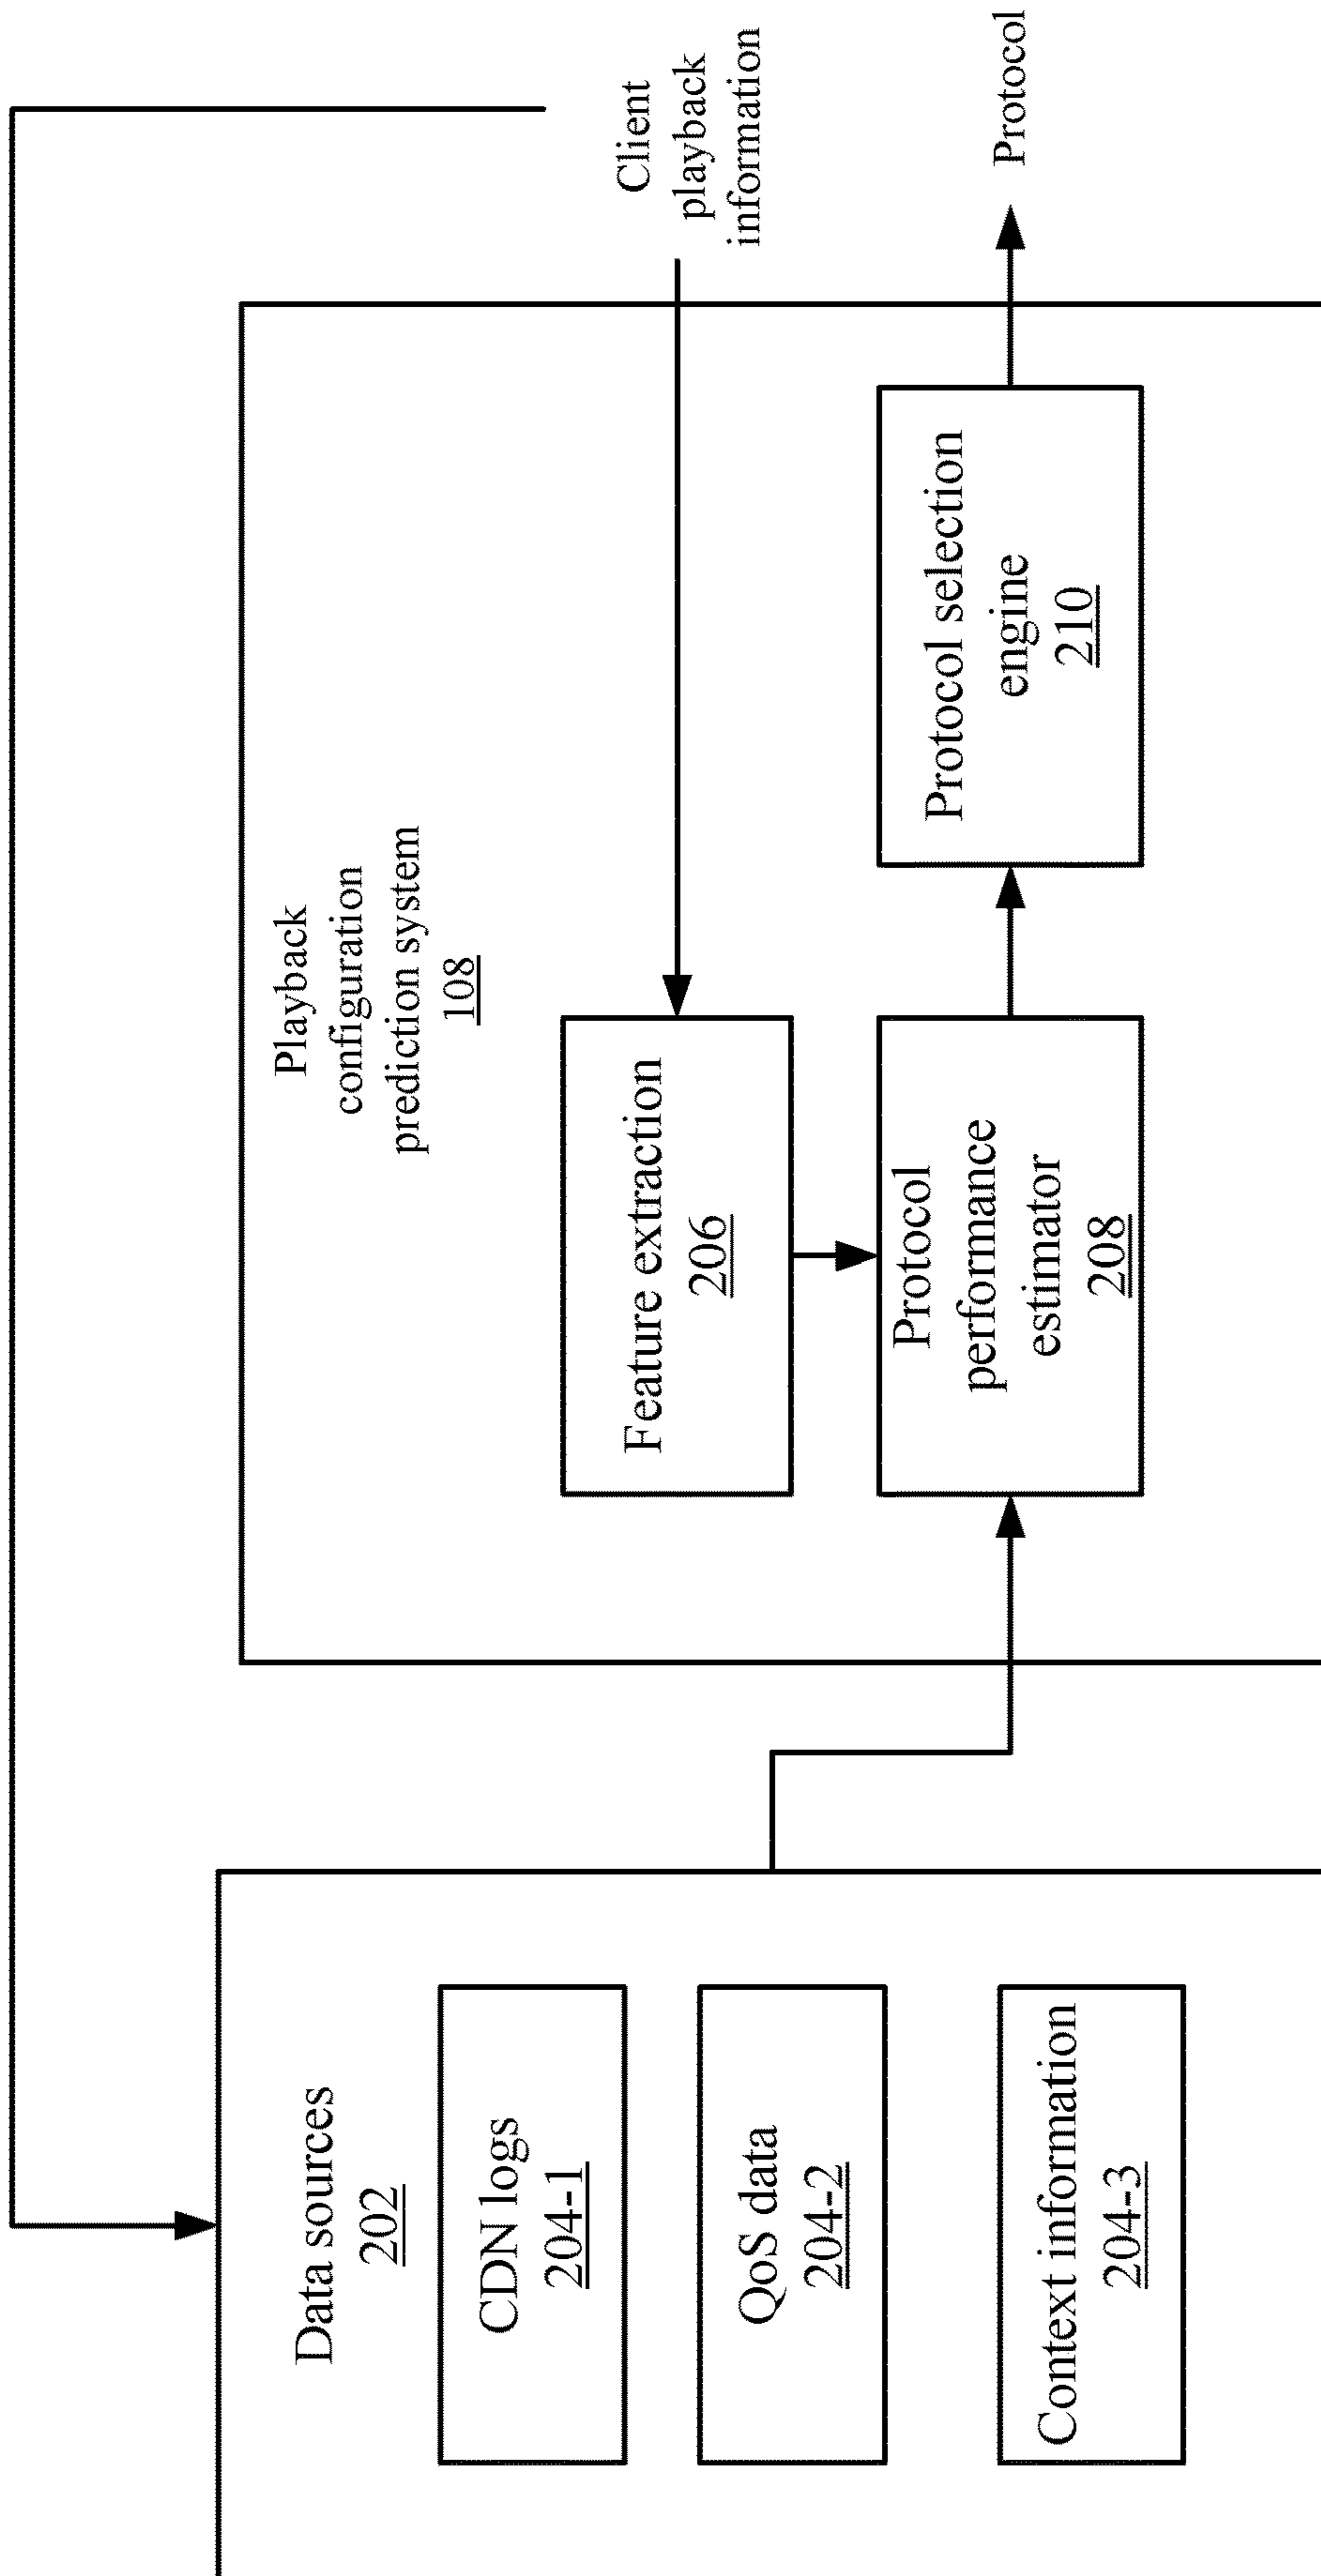 Data sources
202
CDN logs
204-1
QoS data
204-2
Context information
204-3
Playback
configuration
prediction system
108
Feature extraction
206
Protocol
performance
estimator
208
Protocol selection
engine
210
Client
playback
information
Protocol